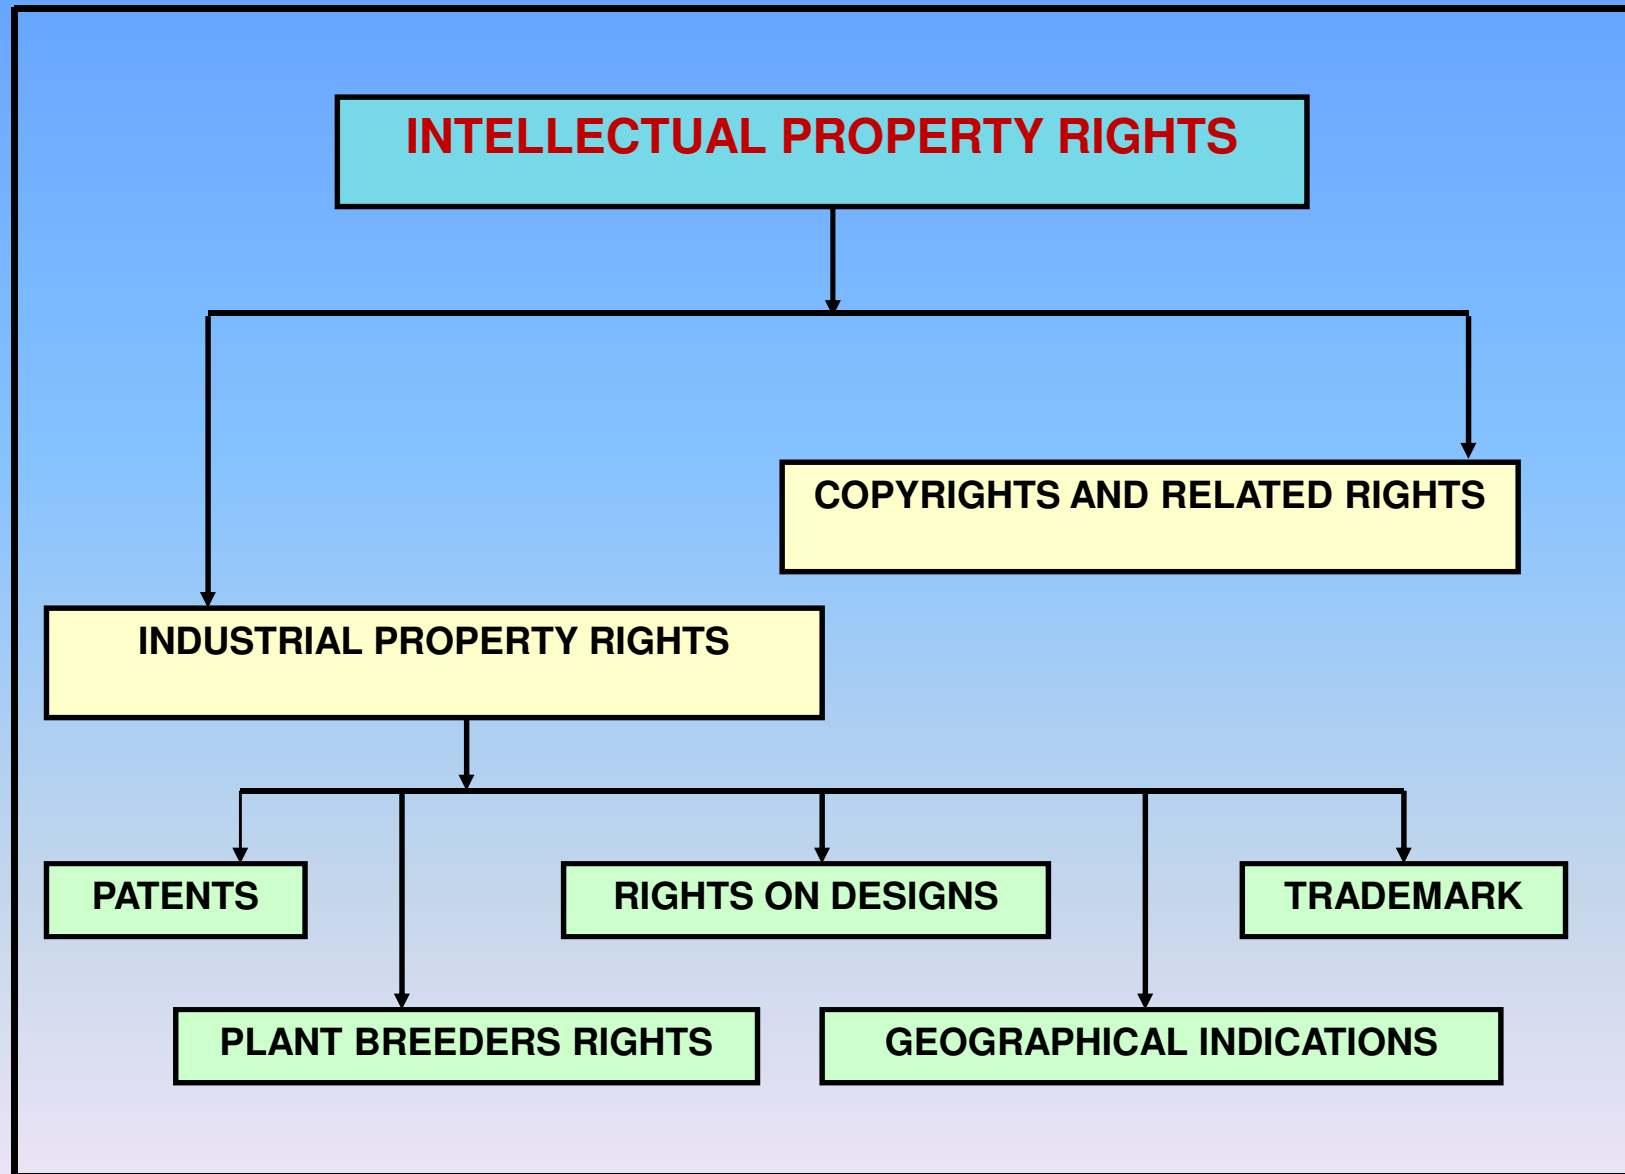 INTELLECTUAL PROPERTY RIGHTS
COPYRIGHTS AND RELATED RIGHTS
INDUSTRIAL PROPERTY RIGHTS
PATENTS
RIGHTS ON DESIGNS
TRADEMARK
PLANT BREEDERS RIGHTS
GEOGRAPHICAL INDICATIONS